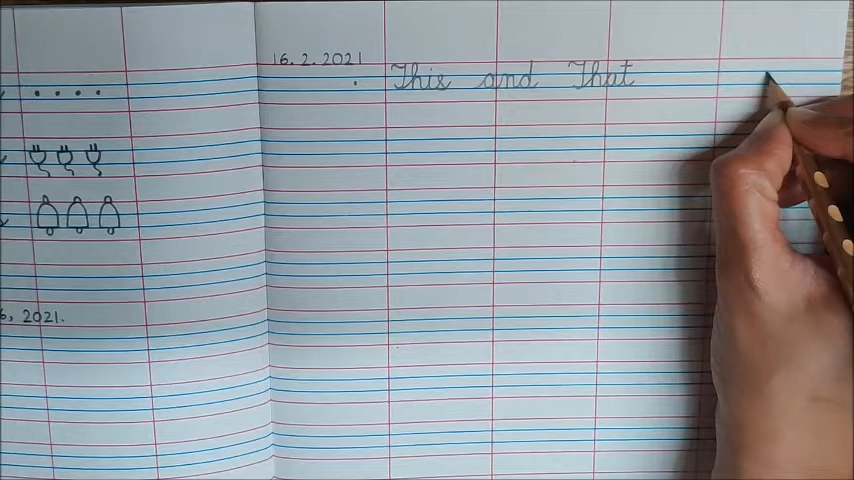 6, 2021.
16. 2. 2021
This and That